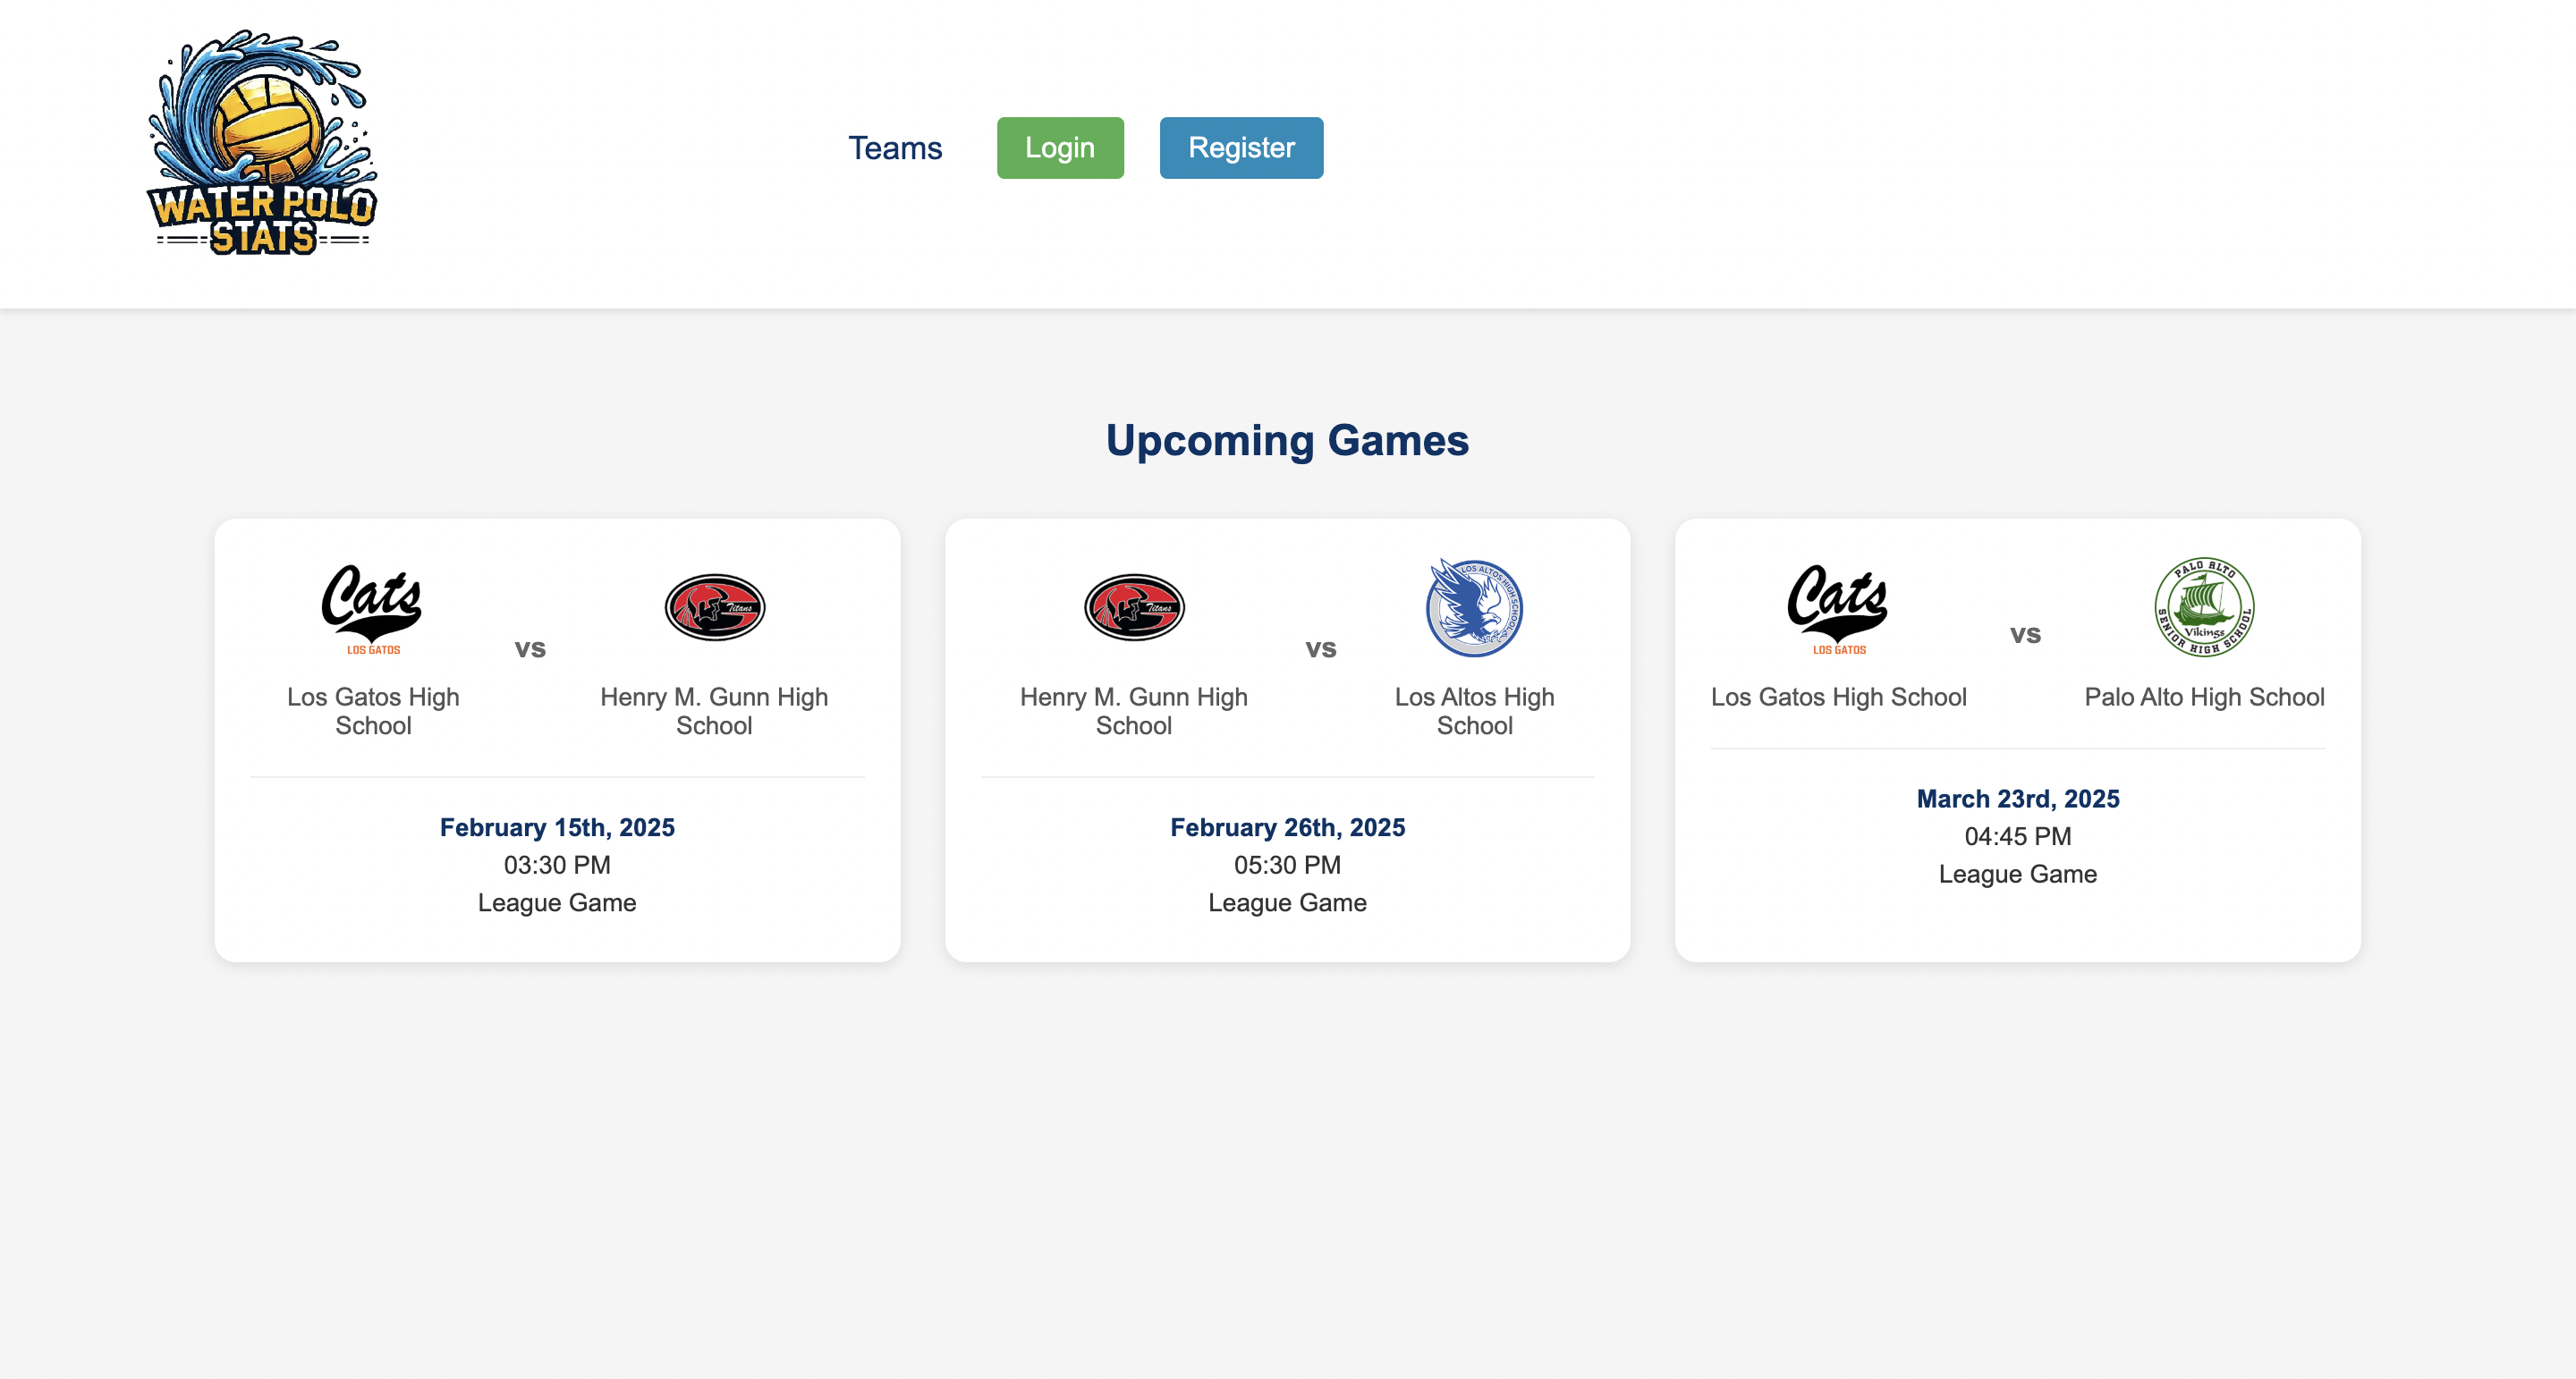 WATER POLO
STATS
Teams
Login
Register
Upcoming Games
Cats
LOS GATOS
vs
Titans
Los Gatos High
School
Henry M. Gunn High
School
February 15th, 2025
03:30 PM
League Game
Titans
vs
LOS ALTOS HIGH SCHOOL
Henry M. Gunn High
School
Los Altos High
School
February 26th, 2025
05:30 PM
League Game
Cats
LOS GATOS
vs
PALO ALTO
Vikings
SENIOR HIGH SCHOOL
Los Gatos High School
Palo Alto High School
March 23rd, 2025
04:45 PM
League Game